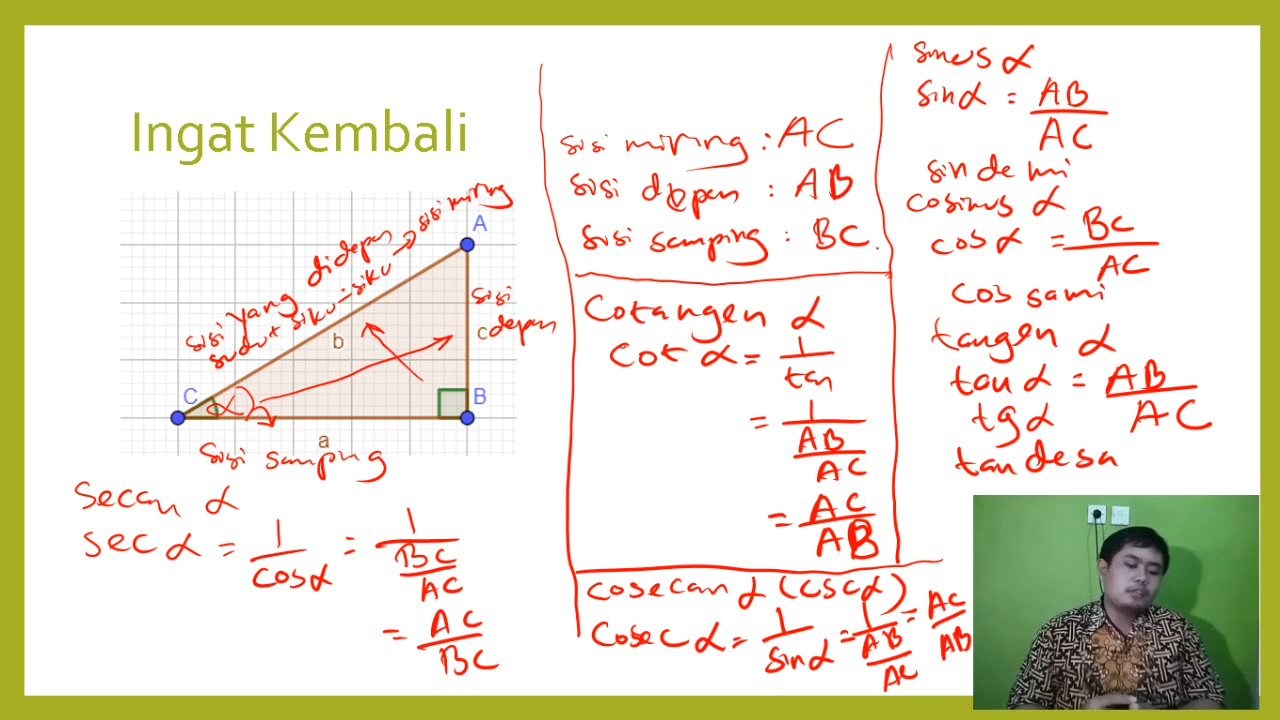 Ingat Kembali
sisi yang didepan
sudut siku-siku → sisi miring
A
sisi
depan
c
b
C
α
B
a
sisi samping
secan α
sec α = 1/cos α = 1/(BC/AC)
= AC/BC
sisi miring : AC
sisi depan : AB
sisi samping : BC.
Cotangen α
Cot α = 1/tan
= 1/(AB/AC)
= AC/AB
cosecan α (csc α)
cosec α = 1/sin α = 1/(AB/AC) = AC/AB
sinus α
sin α = AB/AC
sin de mi
cosinus α
cos α = BC/AC
cos sami
tangen α
tan α = AB/AC
tg α
tan desa